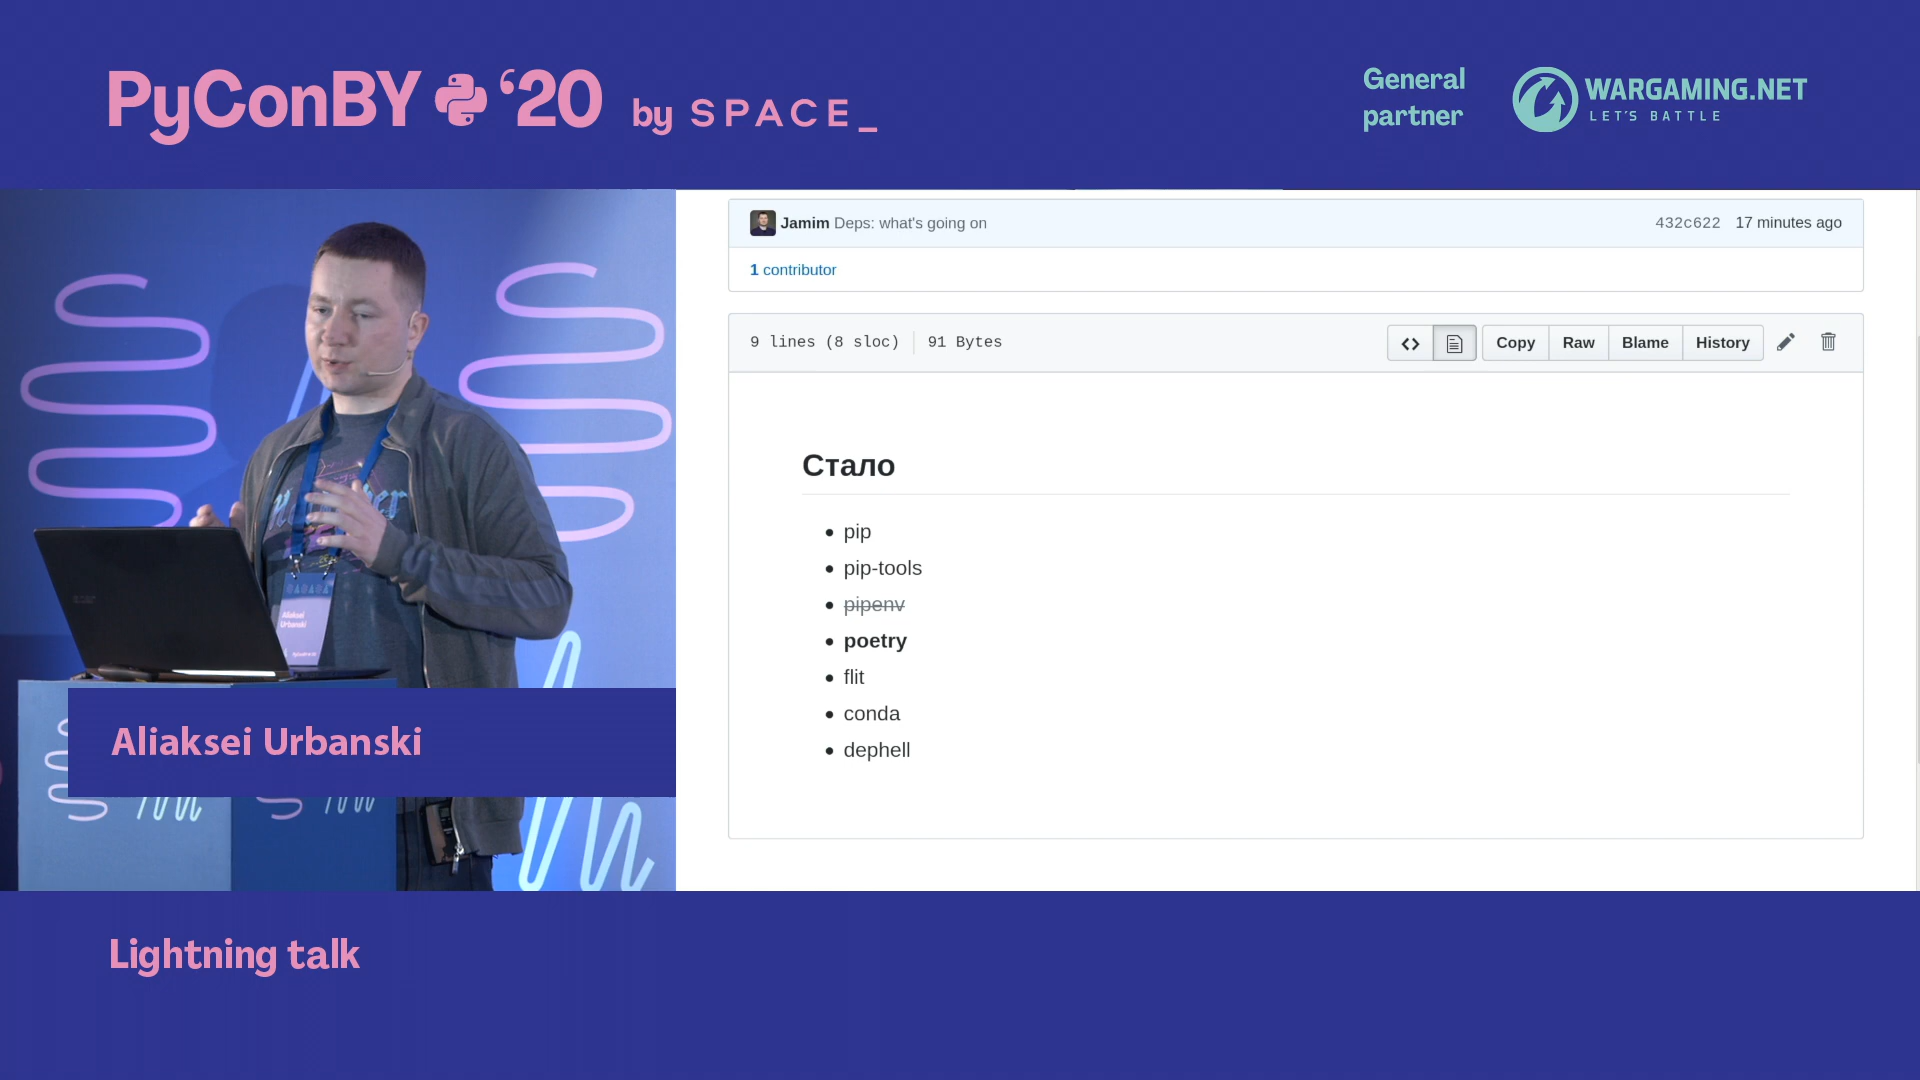 PyConBY '20 by SPACE_
General
partner
WARGAMING.NET
LET'S BATTLE
Jamim Deps: what's going on 432c622 17 minutes ago
1 contributor
9 lines (8 sloc) 91 Bytes Copy Raw Blame History
Стало
pip
pip-tools
pipenv
poetry
flit
conda
dephell
Aliaksei
Urbanski
Aliaksei Urbanski
Lightning talk